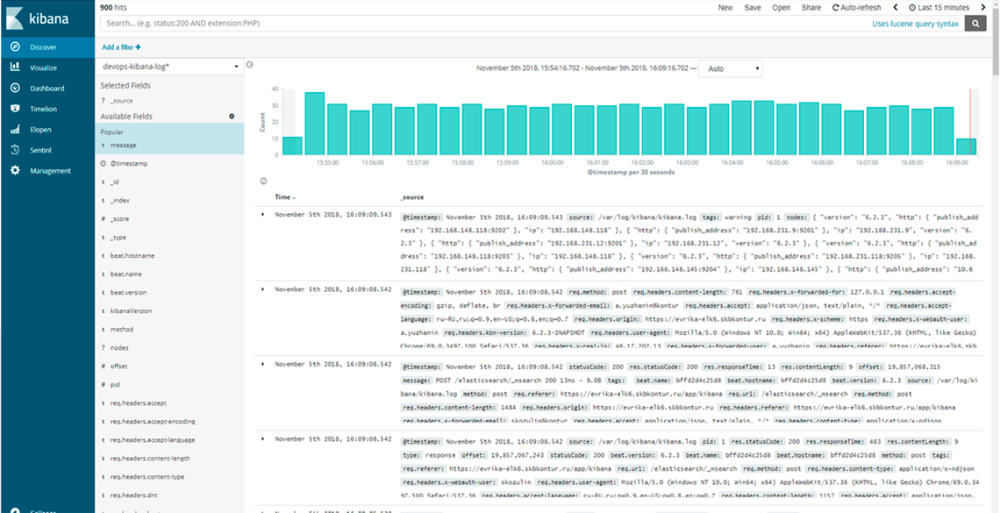 kibana
Discover
Visualize
Dashboard
Timelion
Elopen
Sentinl
Management
900 hits
New Save Open Share Auto-refresh Last 15 minutes
Search... (e.g. status:200 AND extension:PHP)
Uses lucene query syntax
Add a filter
devops-kibana-log*
Selected Fields
? _source
Available Fields
Popular
t message
@timestamp
t _id
t _index
# _score
t _type
t beat.hostname
t beat.name
t beat.version
t kibanaVersion
t method
? nodes
# offset
# pid
t req.headers.accept
t req.headers.accept-encoding
t req.headers.accept-language
t req.headers.content-length
t req.headers.content-type
t req.headers.dnt
November 5th 2018, 15:54:16.702 - November 5th 2018, 16:09:16.702 —
Auto
Count
40
30
20
10
0
15:55:00 15:56:00 15:57:00 15:58:00 15:59:00 16:00:00 16:01:00 16:02:00 16:03:00 16:04:00 16:05:00 16:06:00 16:07:00 16:08:00 16:09:00
@timestamp per 30 seconds
Time _source
November 5th 2018, 16:09:09.543
@timestamp: November 5th 2018, 16:09:09.543 source: /var/log/kibana/kibana.log tags: warning pid: 1 nodes: { "version": "6.2.3", "http": { "publish_add
ress": "192.168.148.118:9202" }, "ip": "192.168.148.118" }, { "http": { "publish_address": "192.168.231.9:9201" }, "ip": "192.168.231.9", "version": "6.
2.3" }, { "http": { "publish_address": "192.168.231.12:9201" }, "ip": "192.168.231.12", "version": "6.2.3" }, { "version": "6.2.3", "http": { "publish_ad
dress": "192.168.148.118:9203" }, "ip": "192.168.148.118" }, { "version": "6.2.3", "http": { "publish_address": "192.168.231.118:9205" }, "ip": "192.168.
231.118" }, { "version": "6.2.3", "http": { "publish_address": "192.168.148.145:9204" }, "ip": "192.168.148.145" }, { "http": { "publish_address": "10.6
November 5th 2018, 16:09:08.542
@timestamp: November 5th 2018, 16:09:08.542 req.method: post req.headers.content-length: 761 req.headers.x-forwarded-for: 127.0.0.1 req.headers.accept-
encoding: gzip, deflate, br req.headers.x-forwarded-email: a.yuzhanin@kontur req.headers.accept: application/json, text/plain, */* req.headers.accept-
language: ru-RU,ru;q=0.9,en-US;q=0.8,en;q=0.7 req.headers.origin: https://evrika-elk6.skbkontur.ru req.headers.x-scheme: https req.headers.x-webauth-user:
a.yuzhanin req.headers.kbn-version: 6.2.3-SNAPSHOT req.headers.user-agent: Mozilla/5.0 (Windows NT 10.0; Win64; x64) AppleWebKit/537.36 (KHTML, like Gecko)
Chrome/69.0.3497.100 Safari/537.36 req.headers.x-real-ip: 46.17.202.13 req.headers.x-forwarded-user: a.yuzhanin req.headers.referer: https://evrika-elk6.skb
November 5th 2018, 16:09:08.542
@timestamp: November 5th 2018, 16:09:08.542 statusCode: 200 res.statusCode: 200 res.responseTime: 13 res.contentLength: 9 offset: 19,857,068,315
message: POST /elasticsearch/_msearch 200 13ms - 9.0B tags: beat.name: bffd2d4c25d8 beat.hostname: bffd2d4c25d8 beat.version: 6.2.3 source: /var/log/ki
bana/kibana.log method: post req.referer: https://evrika-elk6.skbkontur.ru/app/kibana req.url: /elasticsearch/_msearch req.method: post
req.headers.content-length: 1484 req.headers.origin: https://evrika-elk6.skbkontur.ru req.headers.referer: https://evrika-elk6.skbkontur.ru/app/kibana
req.headers.x-forwarded-email: skozulin@kontur req.headers.accept: application/json, text/plain, */* req.headers.content-type: application/x-ndjson
November 5th 2018, 16:09:08.542
@timestamp: November 5th 2018, 16:09:08.542 source: /var/log/kibana/kibana.log pid: 1 res.statusCode: 200 res.responseTime: 463 res.contentLength: 9
type: response offset: 19,857,067,243 statusCode: 200 beat.version: 6.2.3 beat.name: bffd2d4c25d8 beat.hostname: bffd2d4c25d8 method: post tags:
req.referer: https://evrika-elk6.skbkontur.ru/app/kibana req.url: /elasticsearch/_msearch req.method: post req.headers.content-type: application/x-ndjson
req.headers.x-webauth-user: skozulin req.headers.user-agent: Mozilla/5.0 (Windows NT 10.0; Win64; x64) AppleWebKit/537.36 (KHTML, like Gecko) Chrome/69.0.34
97.100 Safari/537.36 req.headers.accept-language: ru-RU,ru;q=0.9,en-US;q=0.8,en;q=0.7 req.headers.content-length: 1157 req.headers.accept: application/json,